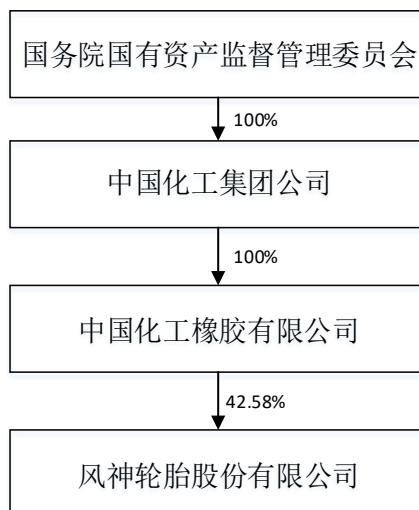 国务院国有资产监督管理委员会
100%
中国化工集团公司
100%
中国化工橡胶有限公司
42.58%
风神轮胎股份有限公司